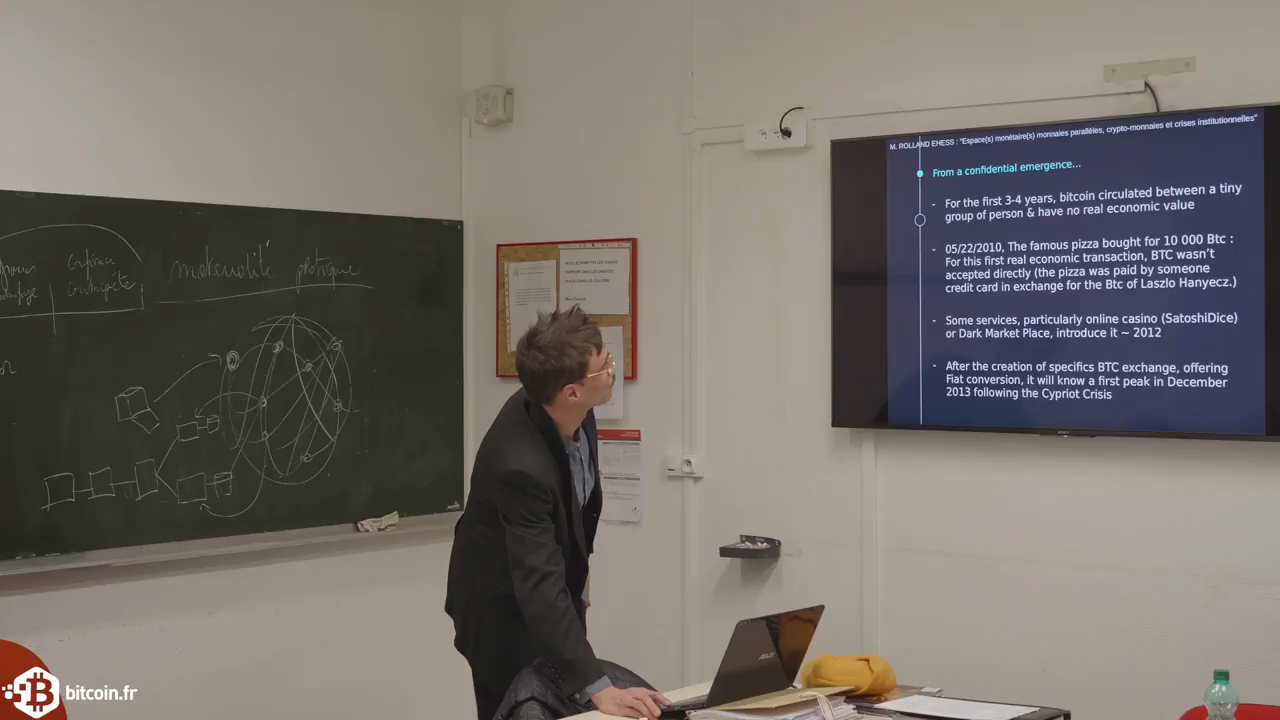 M. ROLLAND EHESS : "Espace(s) monétaire(s) monnaies parallèles, crypto-monnaies et crises institutionnelles"
From a confidential emergence...
- For the first 3-4 years, bitcoin circulated between a tiny
group of person & have no real economic value
- 05/22/2010, The famous pizza bought for 10 000 Btc :
For this first real economic transaction, BTC wasn't
accepted directly (the pizza was paid by someone
credit card in exchange for the Btc of Laszlo Hanyecz.)
- Some services, particularly online casino (SatoshiDice)
or Dark Market Place, introduce it ~ 2012
- After the creation of specifics BTC exchange, offering
Fiat conversion, it will know a first peak in December
2013 following the Cypriot Crisis
SONY
ASUS
bitcoin.fr